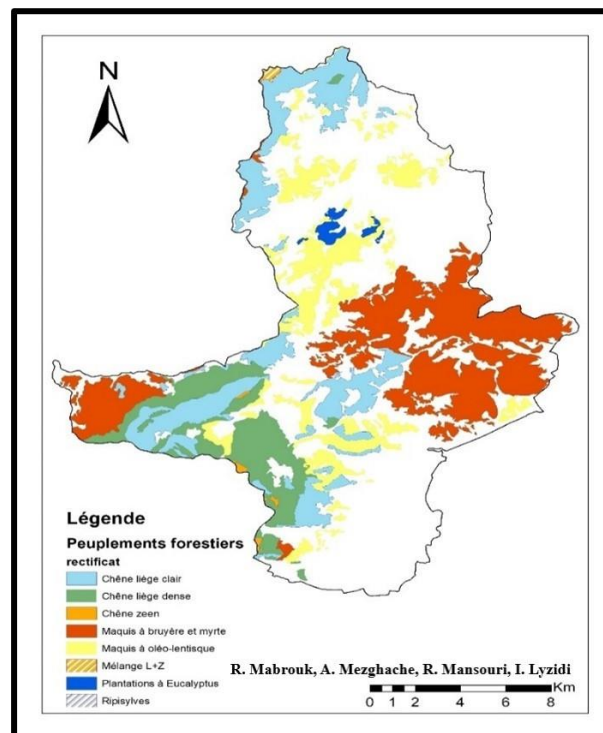 N
Légende
Peuplements forestiers
rectificat
Chêne liège clair
Chêne liège dense
Chêne zeen
Maquis à bruyère et myrte
Maquis à oléo-lentisque
Mélange L+Z
Plantations à Eucalyptus
Ripisylves
R. Mabrouk, A. Mezghache, R. Mansouri, I. Lyzidi
Km
0 1 2 4 6 8